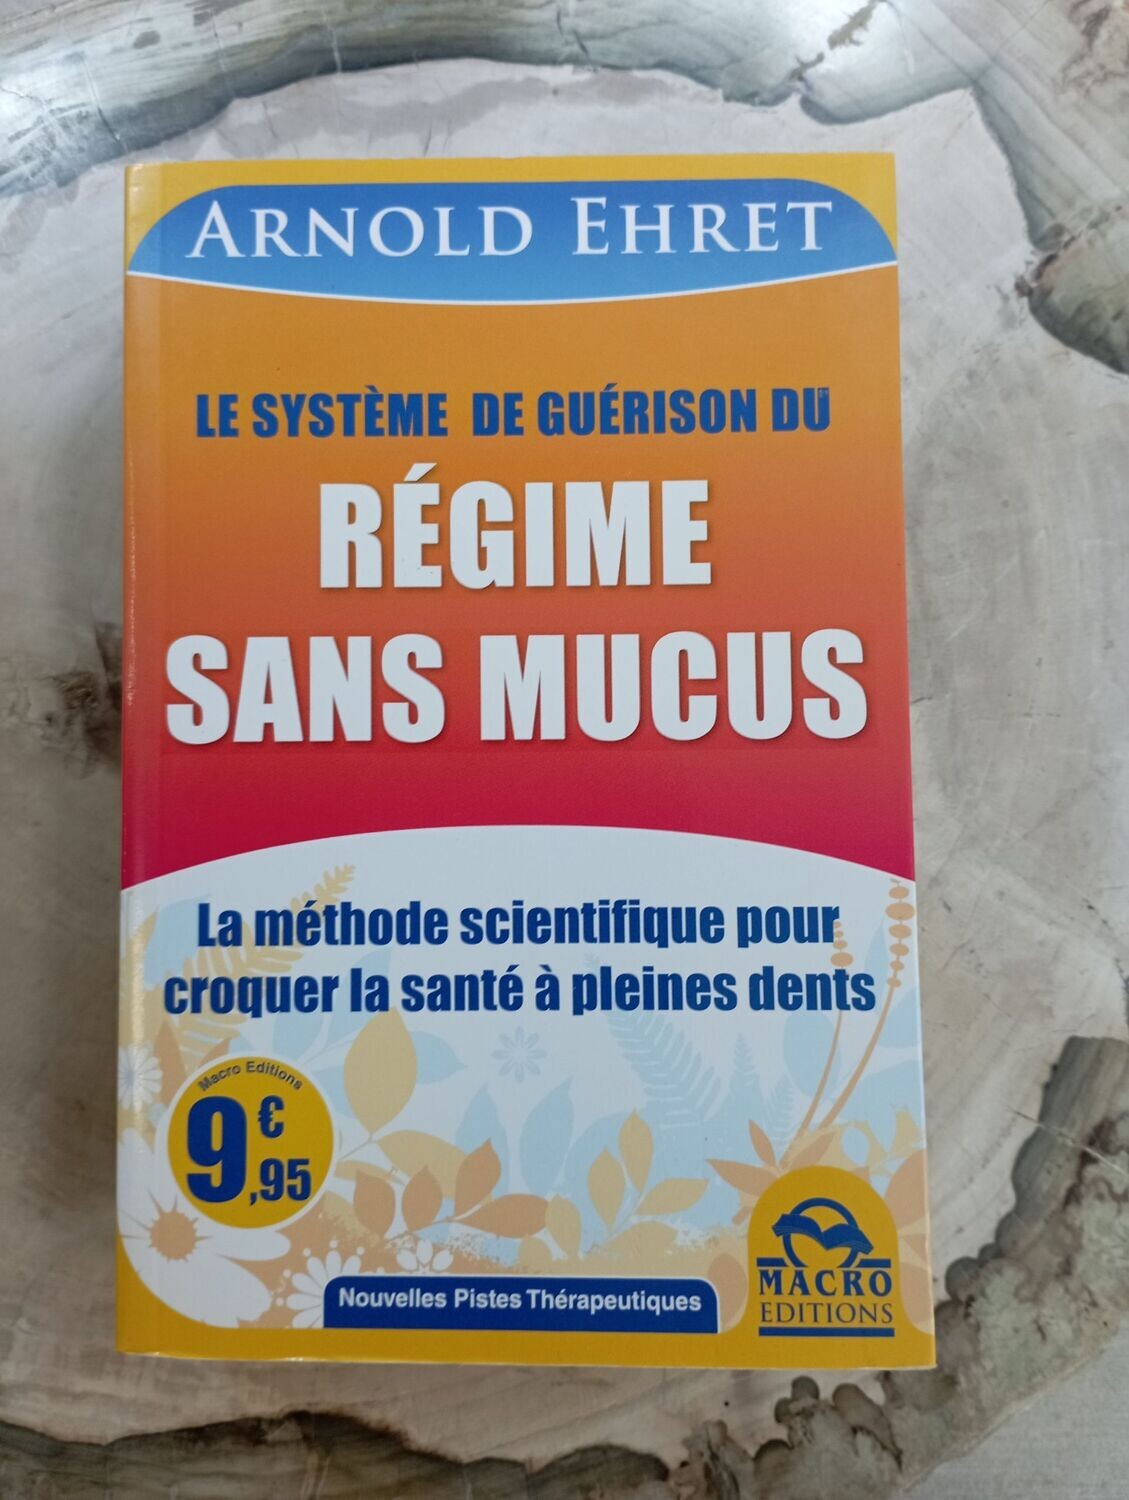 ARNOLD EHRET
LE SYSTÈME DE GUÉRISON DU
RÉGIME
SANS MUCUS
La méthode scientifique pour
croquer la santé à pleines dents
Macro Editions
9,95 €
Nouvelles Pistes Thérapeutiques
MACRO
EDITIONS